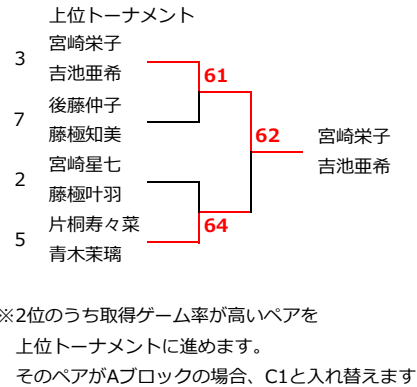 上位トーナメント
宮崎栄子
3
吉池亜希
61
後藤仲子
7
藤極知美
62
宮崎栄子
吉池亜希
宮崎星七
2
藤極叶羽
64
片桐寿々菜
5
青木茉璃
※2位のうち取得ゲーム率が高いペアを
上位トーナメントに進めます。
そのペアがAブロックの場合、C1と入れ替えます